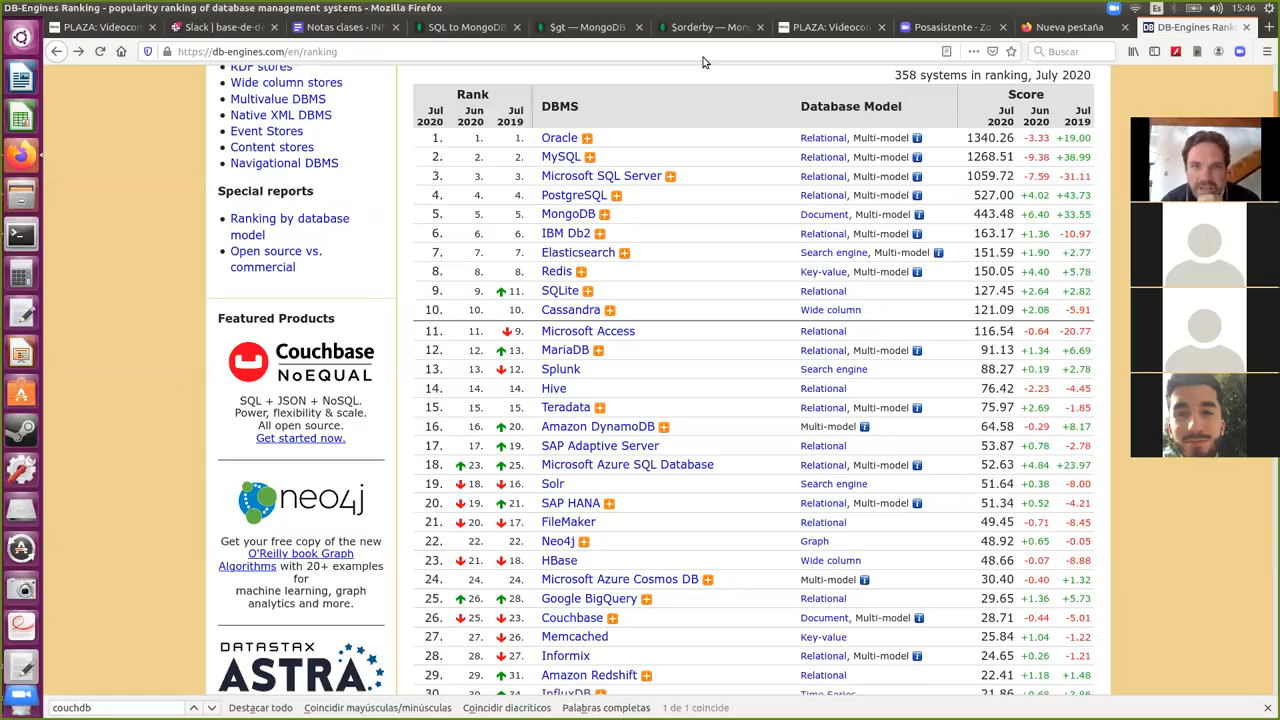 DB-Engines Ranking - popularity ranking of database management systems - Mozilla Firefox
Es
15:46
PLAZA: Videoconf
Slack | base-de-da
Notas clases - INF
SQL to MongoDB
$gt — MongoDB
$orderby — Mong
PLAZA: Videoconf
Posasistente - Zo
Nueva pestaña
DB-Engines Ranki
https://db-engines.com/en/ranking
Buscar
RDF stores
Wide column stores
Multivalue DBMS
Native XML DBMS
Event Stores
Content stores
Navigational DBMS
Special reports
Ranking by database
model
Open source vs.
commercial
Featured Products
Couchbase
NoEQUAL
SQL + JSON + NoSQL.
Power, flexibility & scale.
All open source.
Get started now.
neo4j
Get your free copy of the new
O'Reilly book Graph
Algorithms with 20+ examples
for
machine learning, graph
analytics and more.
DATASTAX
ASTRA
358 systems in ranking, July 2020
Rank DBMS Database Model Score
Jul 2020 Jun 2020 Jul 2019 Jul 2020 Jun 2020 Jul 2019
1. 1. 1. Oracle Relational, Multi-model 1340.26 -3.33 +19.00
2. 2. 2. MySQL Relational, Multi-model 1268.51 -9.38 +38.99
3. 3. 3. Microsoft SQL Server Relational, Multi-model 1059.72 -7.59 -31.11
4. 4. 4. PostgreSQL Relational, Multi-model 527.00 +4.02 +43.73
5. 5. 5. MongoDB Document, Multi-model 443.48 +6.40 +33.55
6. 6. 6. IBM Db2 Relational, Multi-model 163.17 +1.36 -10.97
7. 7. 7. Elasticsearch Search engine, Multi-model 151.59 +1.90 +2.77
8. 8. 8. Redis Key-value, Multi-model 150.05 +4.40 +5.78
9. 9. 11. SQLite Relational 127.45 +2.64 +2.82
10. 10. 10. Cassandra Wide column 121.09 +2.08 -5.91
11. 11. 9. Microsoft Access Relational 116.54 -0.64 -20.77
12. 12. 13. MariaDB Relational, Multi-model 91.13 +1.34 +6.69
13. 13. 12. Splunk Search engine 88.27 +0.19 +2.78
14. 14. 14. Hive Relational 76.42 -2.23 -4.45
15. 15. 15. Teradata Relational, Multi-model 75.97 +2.69 -1.85
16. 16. 20. Amazon DynamoDB Multi-model 64.58 -0.29 +8.17
17. 17. 19. SAP Adaptive Server Relational 53.87 +0.78 -2.78
18. 23. 25. Microsoft Azure SQL Database Relational, Multi-model 52.63 +4.84 +23.97
19. 18. 16. Solr Search engine 51.64 +0.38 -8.00
20. 19. 21. SAP HANA Relational, Multi-model 51.34 +0.52 -4.21
21. 20. 17. FileMaker Relational 49.45 -0.71 -8.45
22. 22. 22. Neo4j Graph 48.92 +0.65 -0.05
23. 21. 18. HBase Wide column 48.66 -0.07 -8.88
24. 24. 24. Microsoft Azure Cosmos DB Multi-model 30.40 -0.40 +1.32
25. 26. 28. Google BigQuery Relational 29.65 +1.36 +5.73
26. 25. 23. Couchbase Document, Multi-model 28.71 -0.44 -5.01
27. 27. 26. Memcached Key-value 25.84 +1.04 -1.22
28. 28. 27. Informix Relational, Multi-model 24.65 +0.26 -1.21
29. 29. 31. Amazon Redshift Relational 22.41 +1.18 +1.48
30. 30. InfluxDB Time Series 21.86
couchdb
Destacar todo
Coincidir mayúsculas/minúsculas
Coincidir diacríticos
Palabras completas
1 de 1 coincide